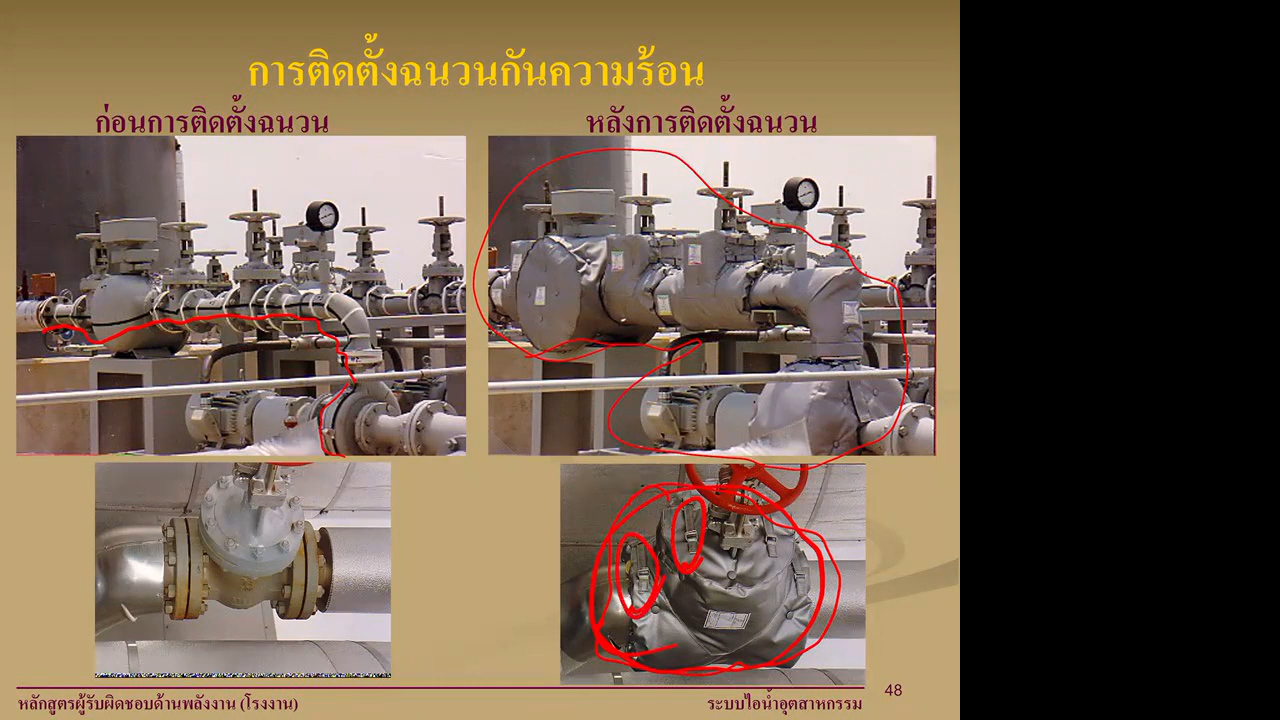 การติดตั้งฉนวนกันความร้อน
ก่อนการติดตั้งฉนวน
หลังการติดตั้งฉนวน
หลักสูตรผู้รับผิดชอบด้านพลังงาน (โรงงาน)
ระบบไอน้ำอุตสาหกรรม
48